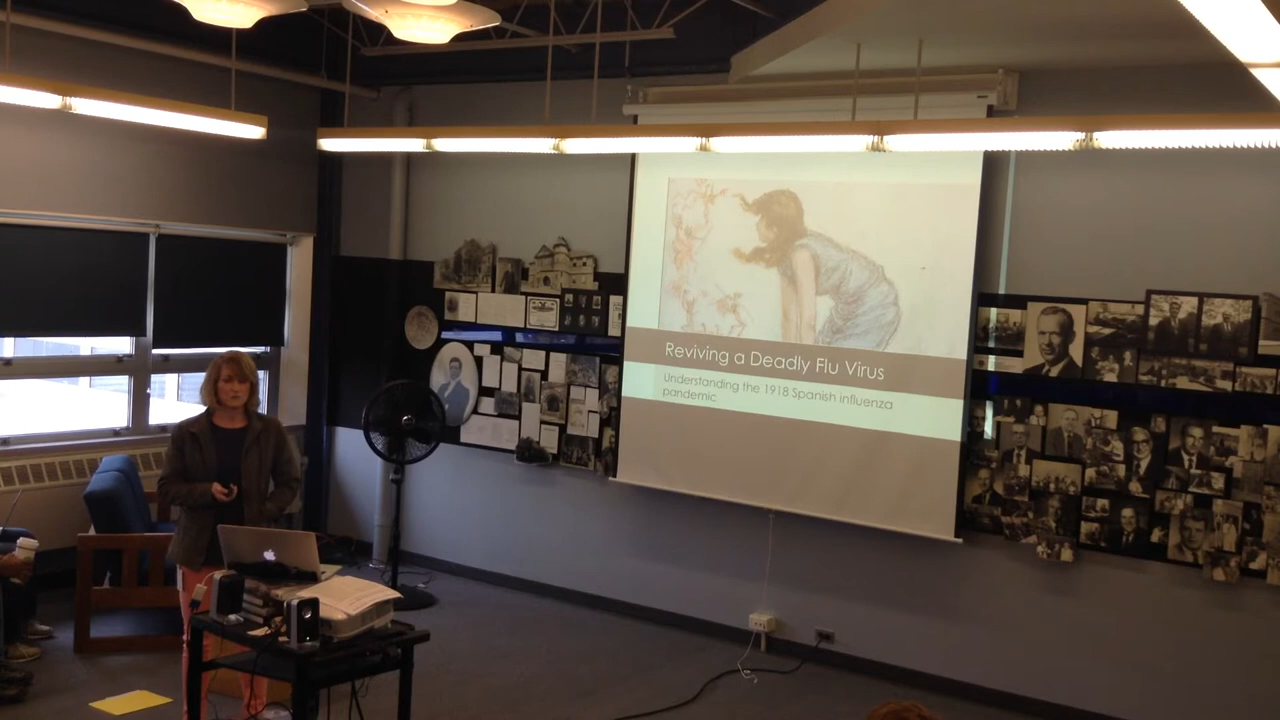 Reviving a Deadly Flu Virus
Understanding the 1918 Spanish influenza
pandemic